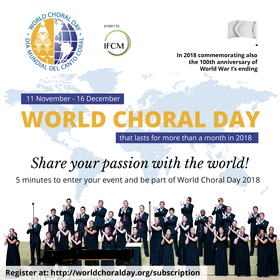 WORLD CHORAL DAY
DIA MUNDIAL DEL CANTO CORAL
project by
IFCM
In 2018 commemorating also
the 100th anniversary of
World War I's ending
11 November - 16 December
WORLD CHORAL DAY
that lasts for more than a month in 2018
Share your passion with the world!
5 minutes to enter your event and be part of World Choral Day 2018
Register at: http://worldchoralday.org/subscription